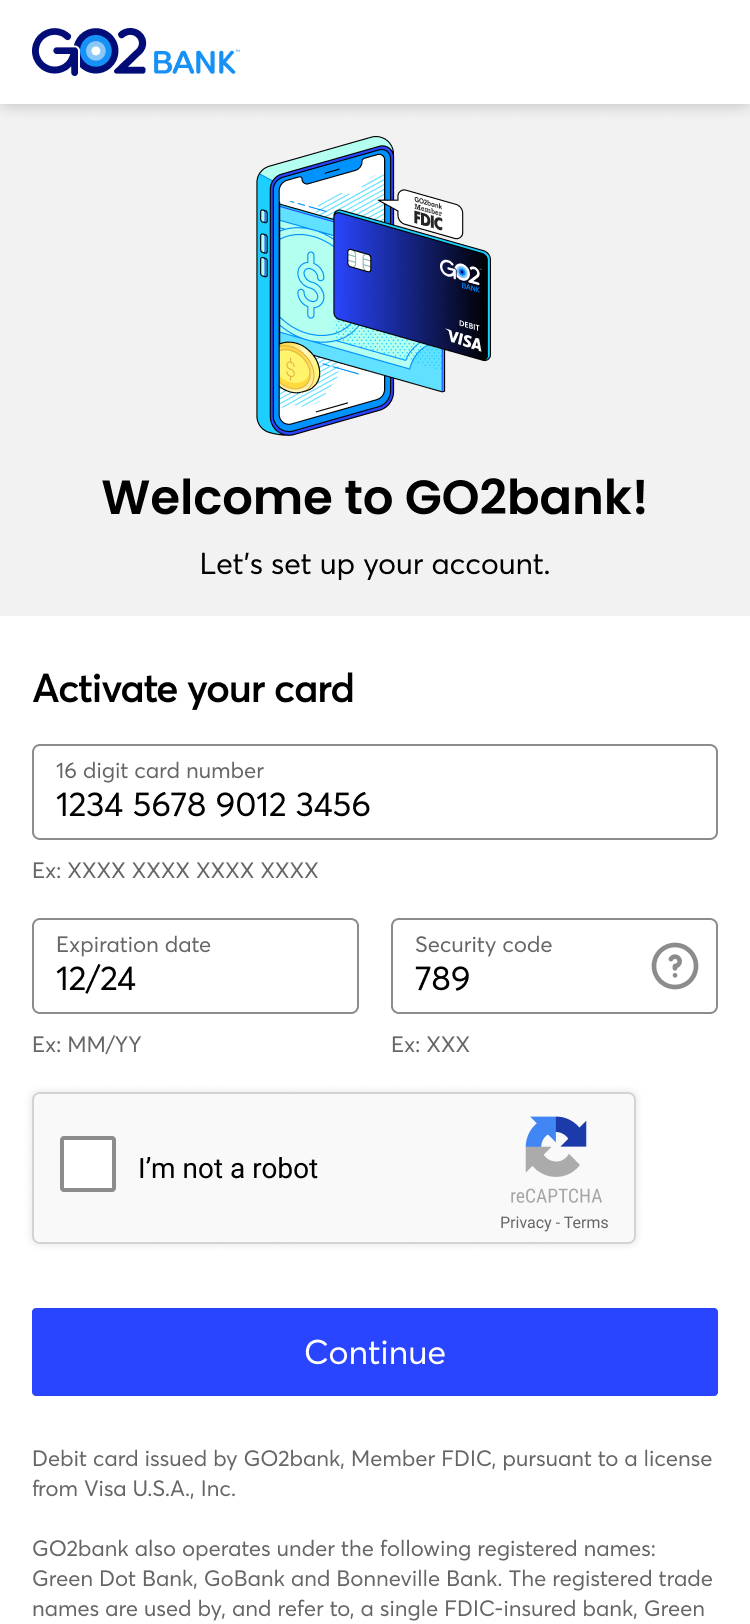 GO2 BANK™
GO2bank
Member
FDIC
GO2
BANK
DEBIT
VISA
Welcome to GO2bank!
Let's set up your account.
Activate your card
16 digit card number
1234 5678 9012 3456
Ex: XXXX XXXX XXXX XXXX
Expiration date
12/24
Ex: MM/YY
Security code
789
?
Ex: XXX
I'm not a robot
reCAPTCHA
Privacy - Terms
Continue
Debit card issued by GO2bank, Member FDIC, pursuant to a license
from Visa U.S.A., Inc.
GO2bank also operates under the following registered names:
Green Dot Bank, GoBank and Bonneville Bank. The registered trade
names are used by, and refer to, a single FDIC-insured bank, Green